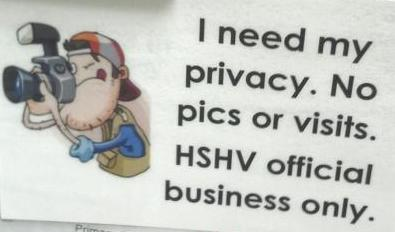 I need my
privacy. No
pics or visits.
HSHV official
business only.